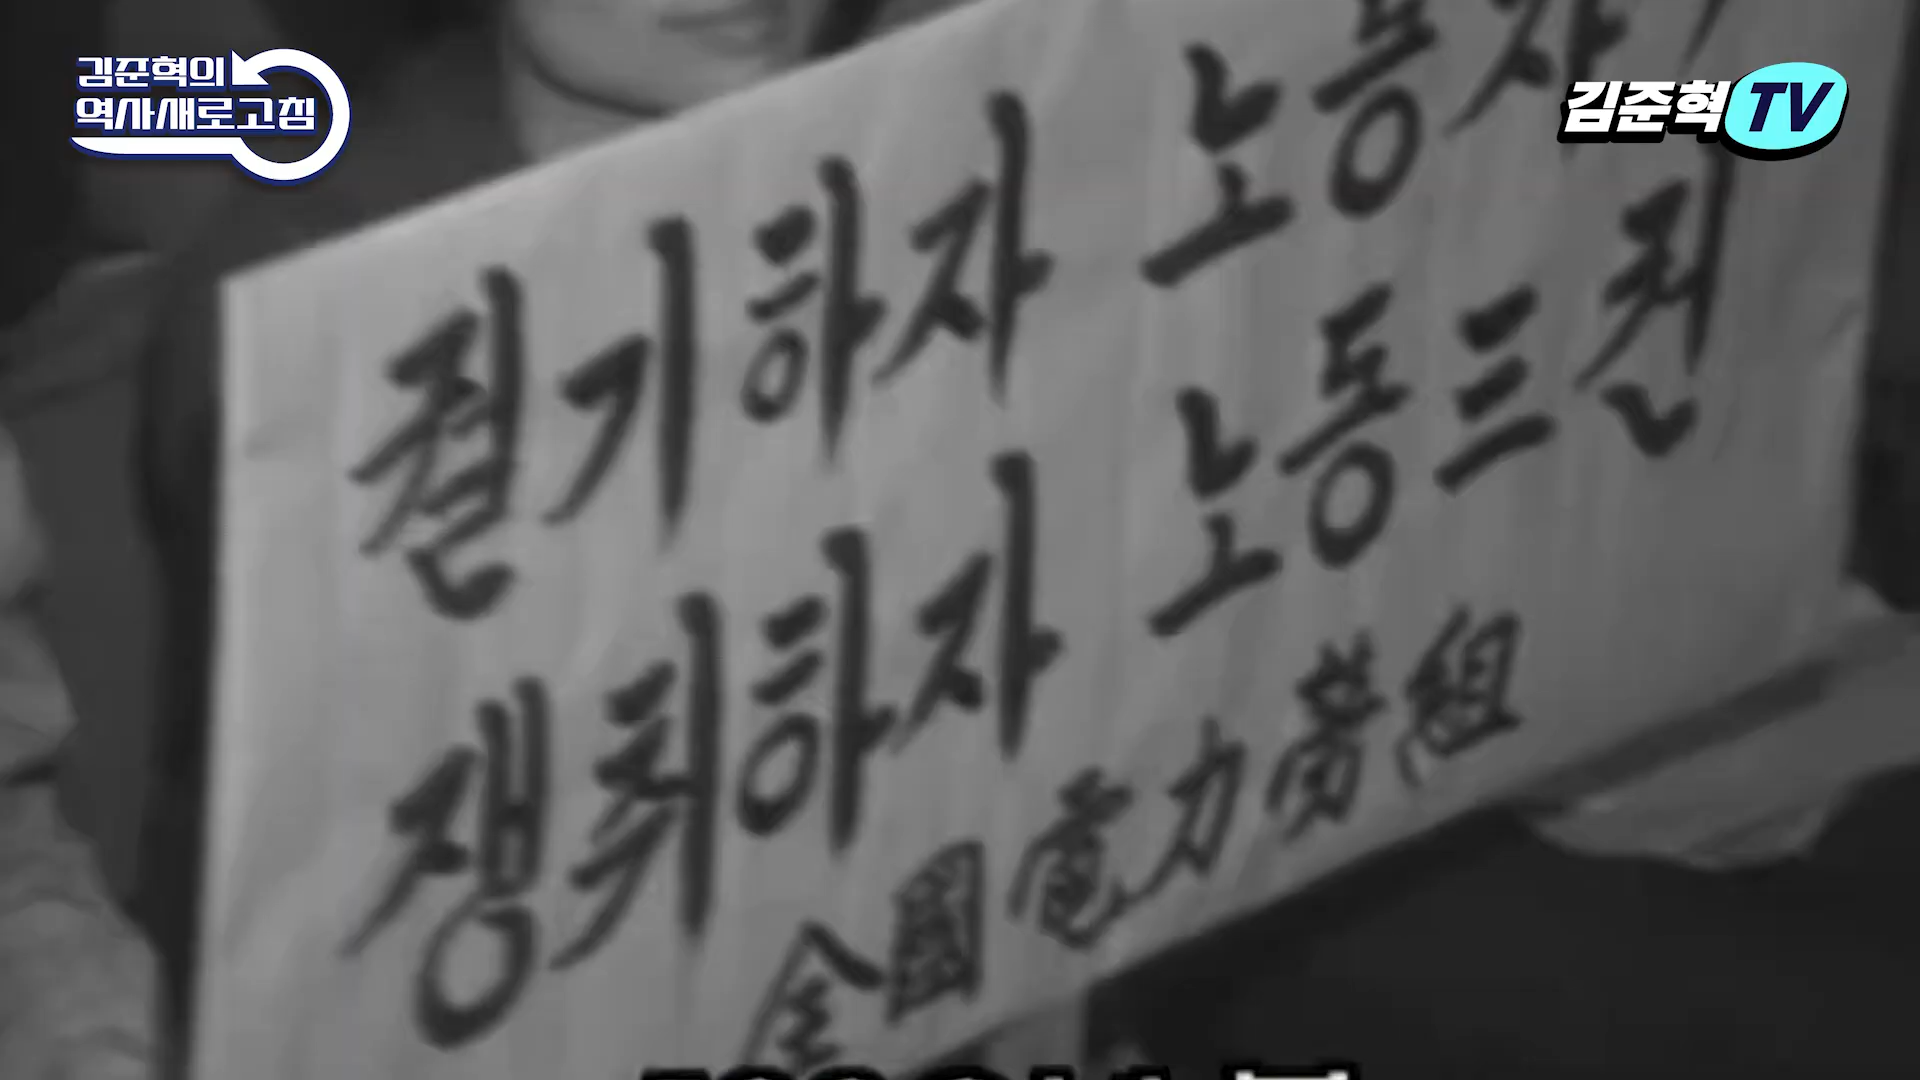 김준혁의
역사새로고침
김준혁TV
궐기하자 노동자
쟁취하자 노동三권
全國電力勞組